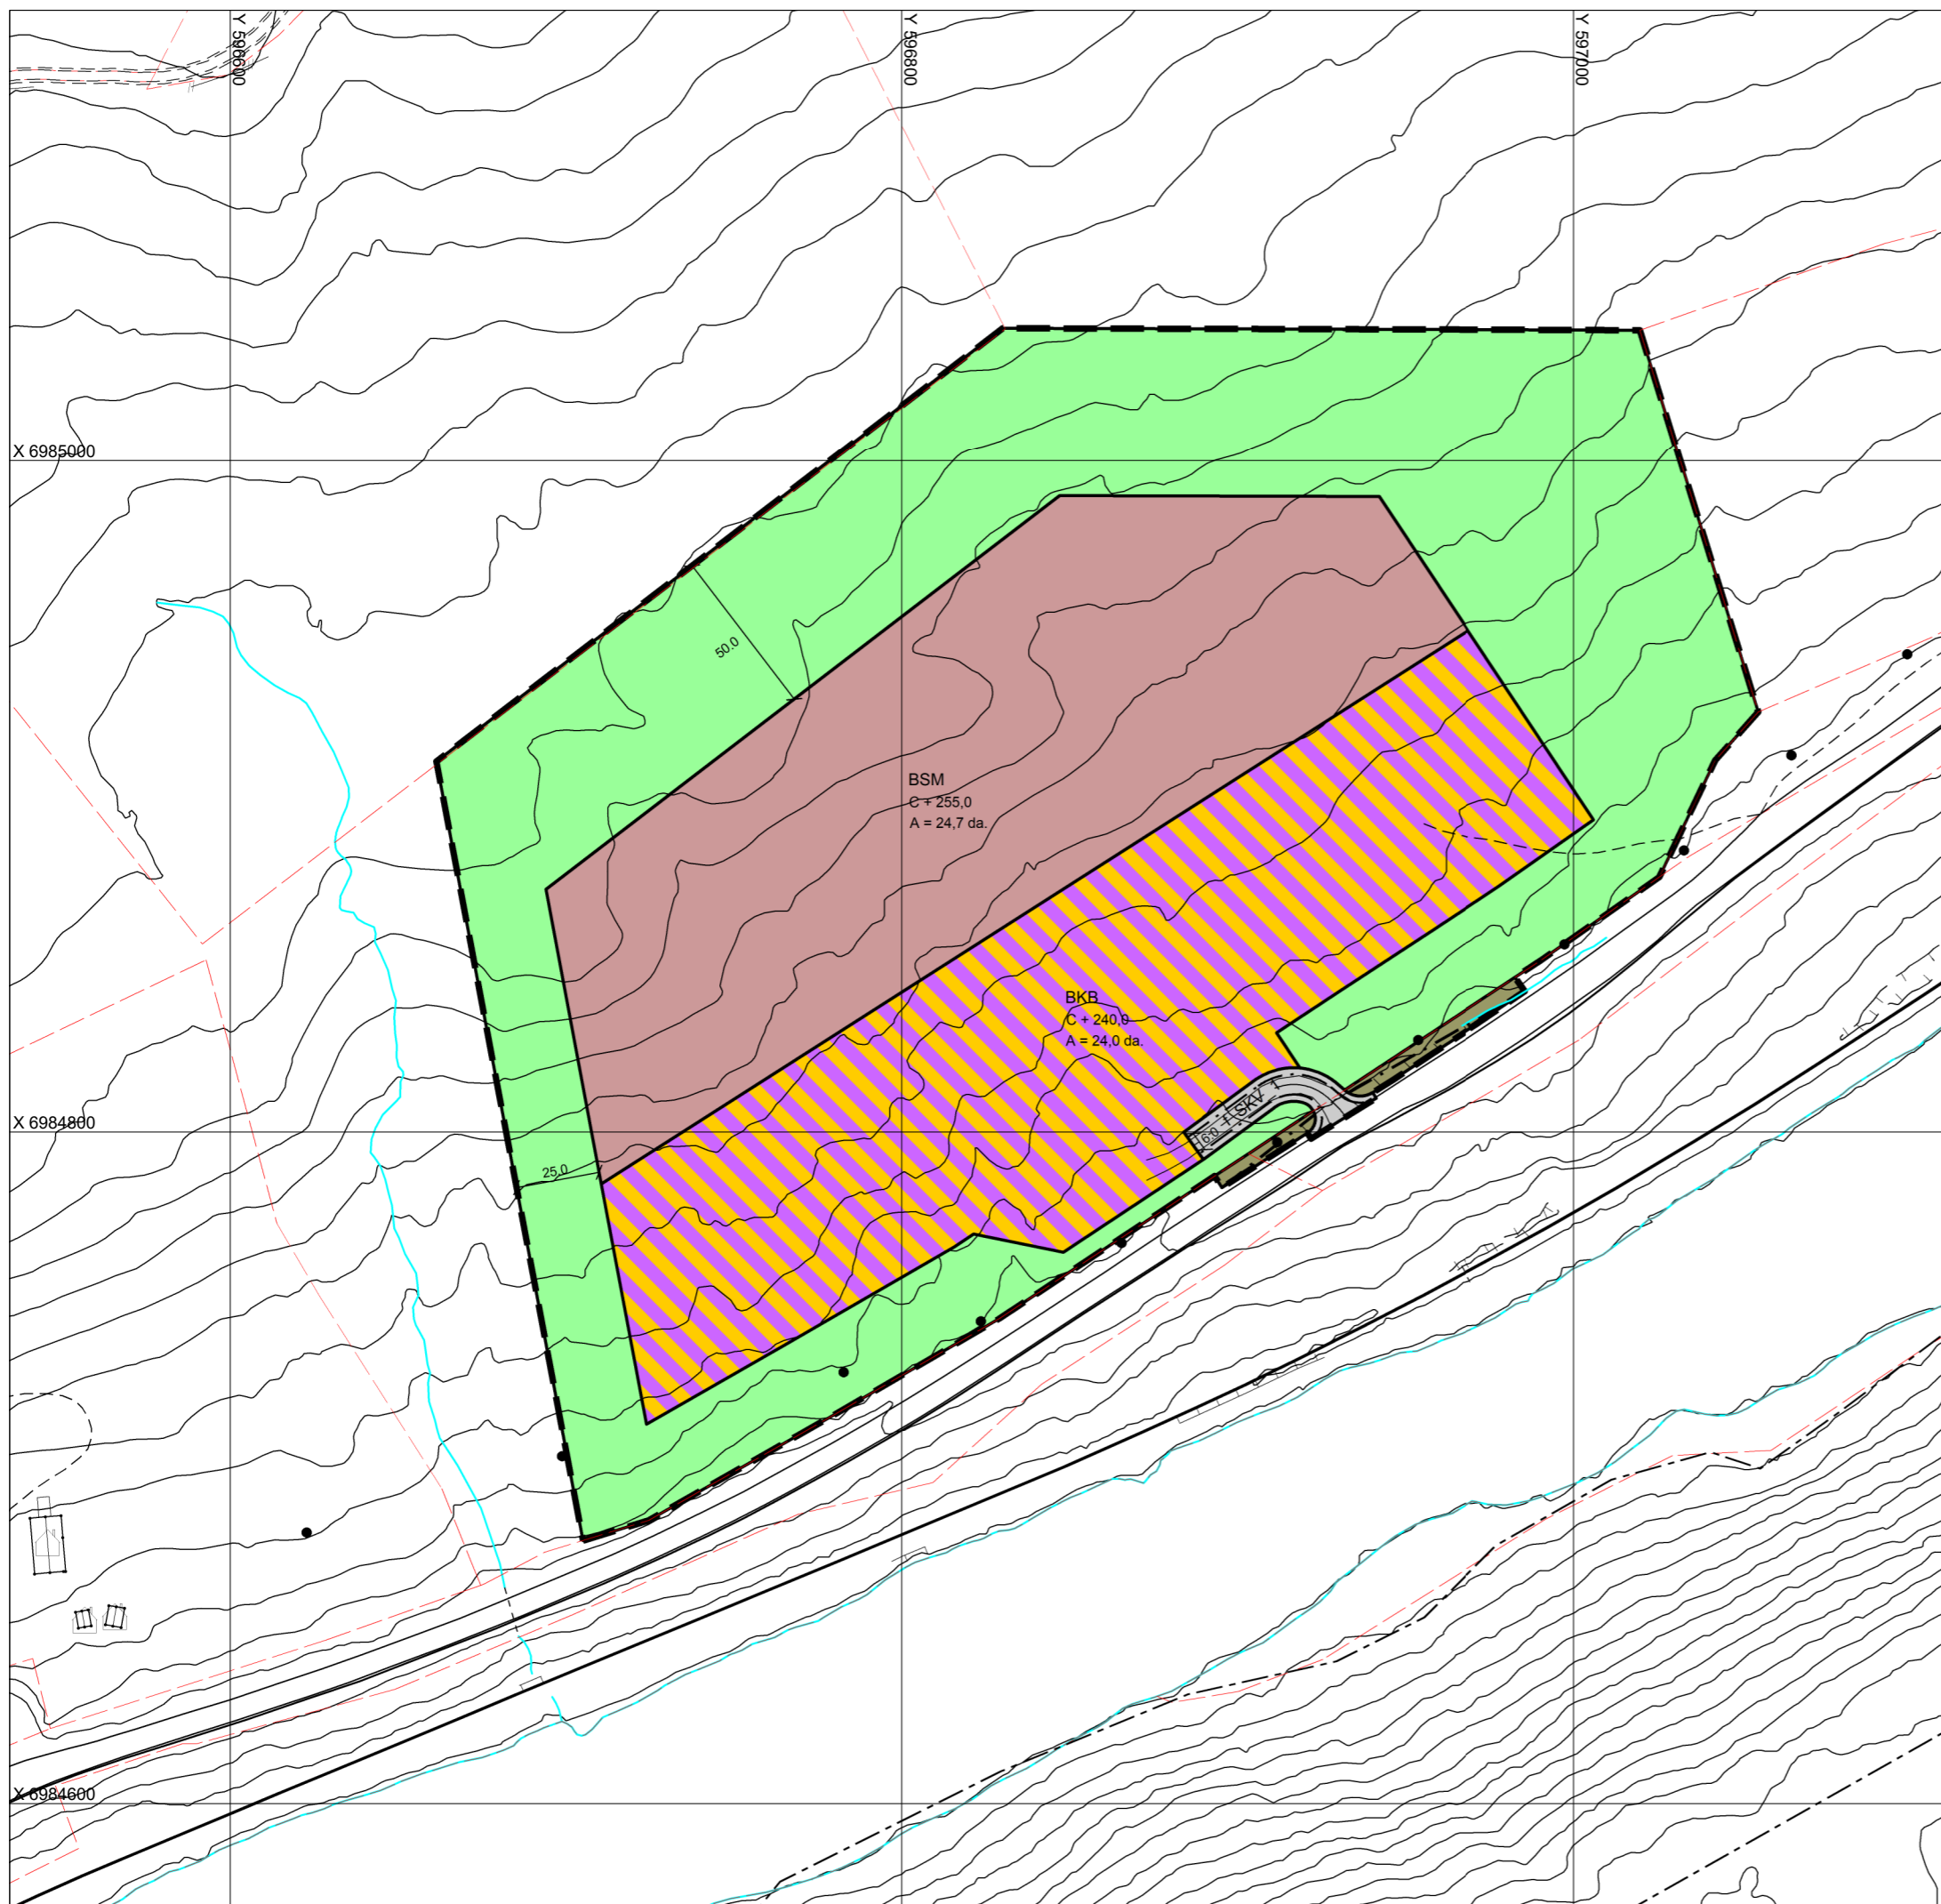 Y 596600
Y 596800
Y 597000
X 6985000
50.0
BSM
C + 255,0
A = 24,7 da.
BKB
C + 240,0
A = 24,0 da.
SKV
6.0
X 6984800
25.0
X 6984600